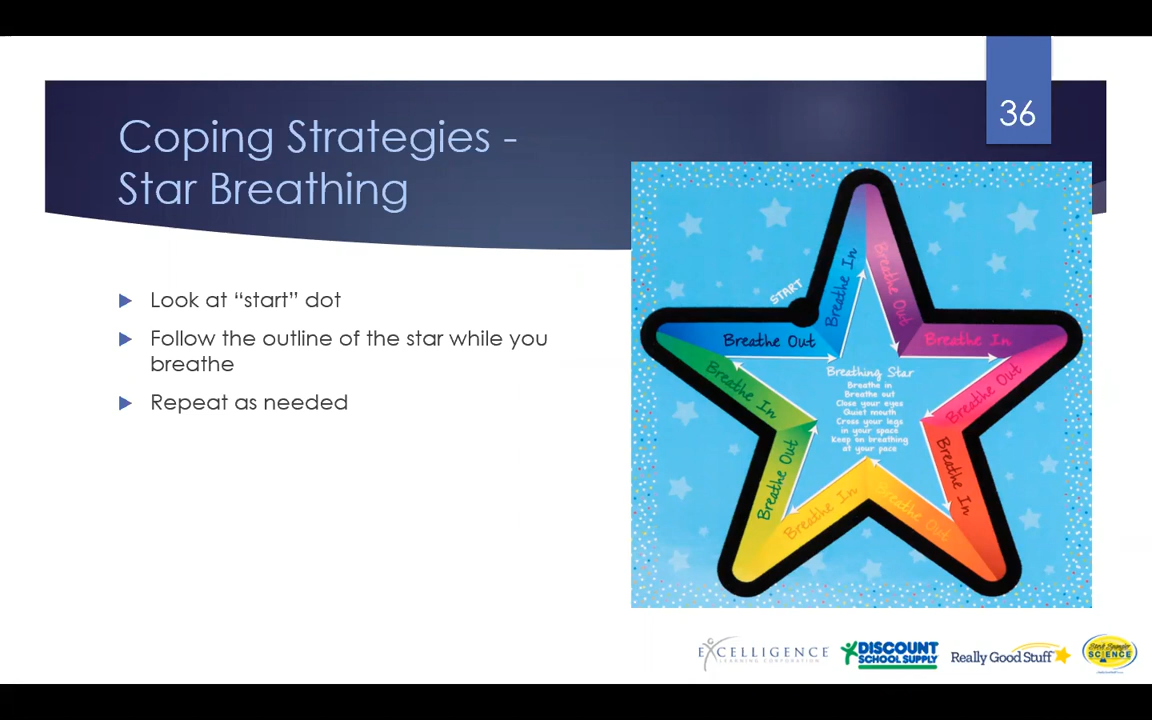 36
Coping Strategies -
Star Breathing
Look at “start” dot
Follow the outline of the star while you
breathe
Repeat as needed
START
Breathe In
Breathe Out
Breathe In
Breathe Out
Breathe In
Breathe Out
Breathe In
Breathe Out
Breathe In
Breathe Out
Breathing Star
Breathe in
Breathe out
Close your eyes
Quiet mouth
Cross your legs
in your space
Keep on breathing
at your pace
EXCELLIGENCE
LEARNING CORPORATION
DISCOUNT
SCHOOL SUPPLY
Really Good Stuff
Steve Spangler
SCIENCE